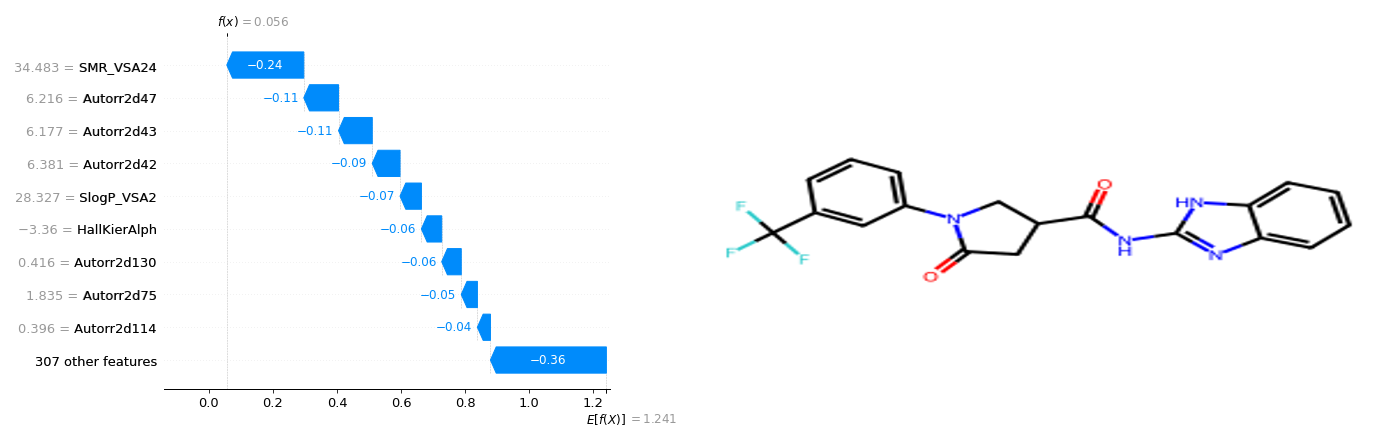 f(x) = 0.056
34.483 = SMR_VSA24
−0.24
6.216 = Autorr2d47
−0.11
6.177 = Autorr2d43
−0.11
6.381 = Autorr2d42
−0.09
28.327 = SlogP_VSA2
−0.07
−3.36 = HallKierAlph
−0.06
0.416 = Autorr2d130
−0.06
1.835 = Autorr2d75
−0.05
0.396 = Autorr2d114
−0.04
307 other features
−0.36
0.0 0.2 0.4 0.6 0.8 1.0 1.2
E[f(X)] = 1.241
F
F
F
N
O
O
N
H
HN
N